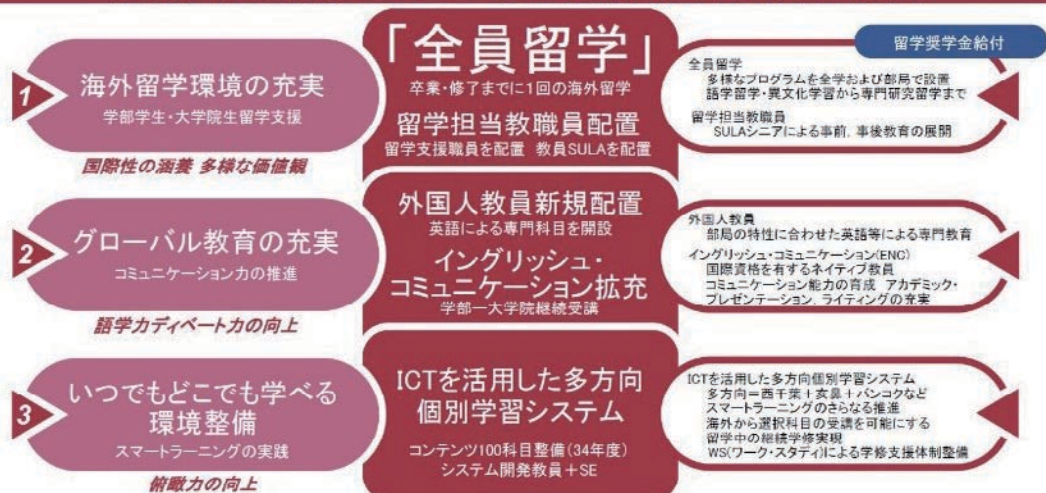 1
海外留学環境の充実
学部学生・大学院生留学支援
国際性の涵養 多様な価値観
「全員留学」
卒業・修了までに1回の海外留学
留学担当教職員配置
留学支援職員を配置 教員SULAを配置
留学奨学金給付
全員留学
多様なプログラムを全学および部局で設置
語学留学・異文化学習から専門研究留学まで
留学担当教職員
SULAシニアによる事前、事後教育の展開
2
グローバル教育の充実
コミュニケーション力の推進
語学力ディベート力の向上
外国人教員新規配置
英語による専門科目を開設
イングリッシュ・
コミュニケーション拡充
学部ー大学院継続受講
外国人教員
部局の特性に合わせた英語等による専門教育
イングリッシュ・コミュニケーション(ENC)
国際資格を有するネイティブ教員
コミュニケーション能力の育成 アカデミック・
プレゼンテーション、ライティングの充実
3
いつでもどこでも学べる
環境整備
スマートラーニングの実践
俯瞰力の向上
ICTを活用した多方向
個別学習システム
コンテンツ100科目整備(34年度)
システム開発教員＋SE
ICTを活用した多方向個別学習システム
多方向＝西千葉＋亥鼻＋バンコクなど
スマートラーニングのさらなる推進
海外から選択科目の受講を可能にする
留学中の継続学修実現
WS(ワーク・スタディ)による学修支援体制整備